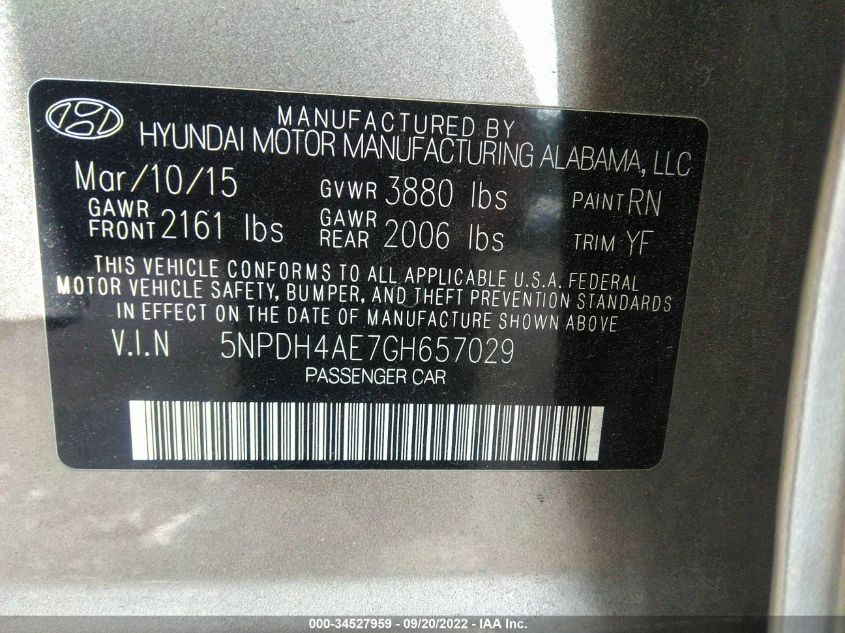 MANUFACTURED BY
HYUNDAI MOTOR MANUFACTURING ALABAMA, LLC
Mar/10/15 GVWR 3880 lbs PAINT RN
GAWR FRONT 2161 lbs GAWR REAR 2006 lbs TRIM YF
THIS VEHICLE CONFORMS TO ALL APPLICABLE U.S.A. FEDERAL
MOTOR VEHICLE SAFETY, BUMPER, AND THEFT PREVENTION STANDARDS
IN EFFECT ON THE DATE OF MANUFACTURE SHOWN ABOVE.
V.I.N 5NPDH4AE7GH657029
PASSENGER CAR
000-34527959 - 09/20/2022 - IAA Inc.